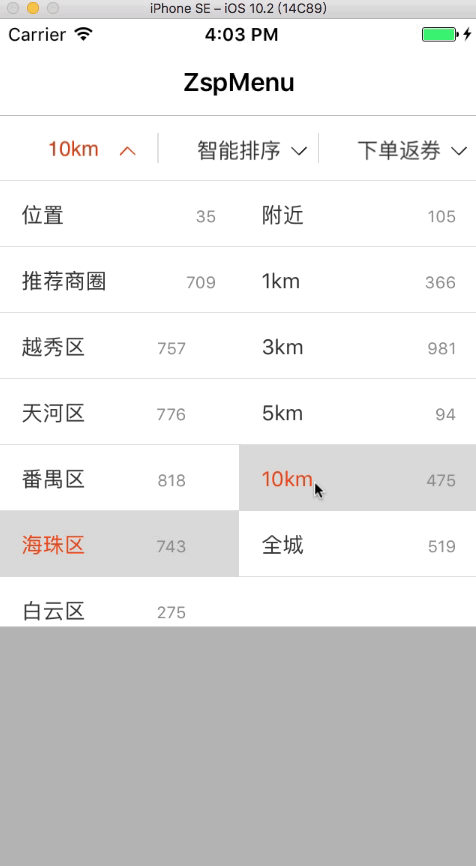 iPhone SE – iOS 10.2 (14C89)
Carrier 4:03 PM
ZspMenu
10km 智能排序 下单返券
位置 35 附近 105
推荐商圈 709 1km 366
越秀区 757 3km 981
天河区 776 5km 94
番禺区 818 10km 475
海珠区 743 全城 519
白云区 275